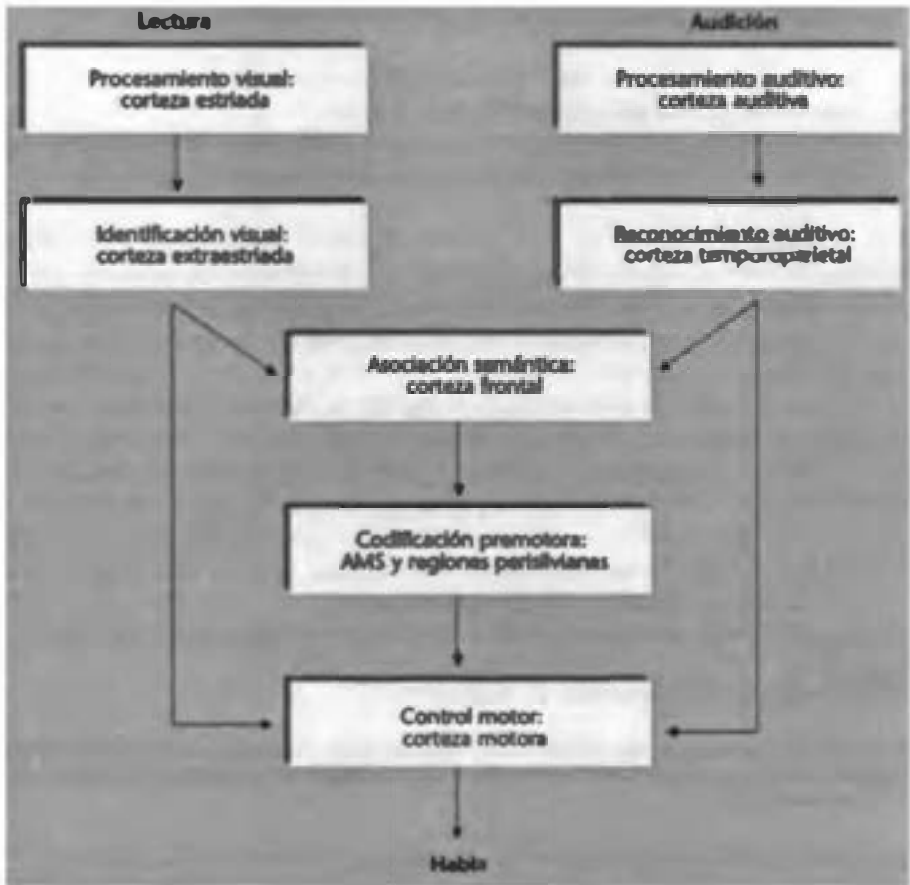 Lectura
Audición
Procesamiento visual:
corteza estriada
Procesamiento auditivo:
corteza auditiva
Identificación visual:
corteza extraestriada
Reconocimiento auditivo:
corteza temporoparietal
Asociación semántica:
corteza frontal
Codificación premotora:
AMS y regiones perisilvianas
Control motor:
corteza motora
Habla